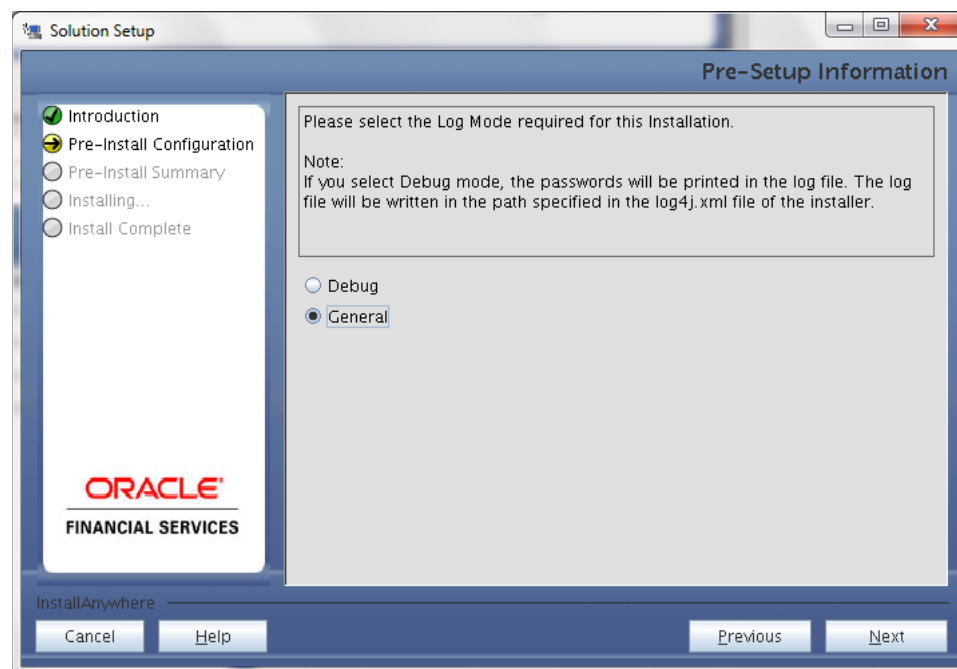 Solution Setup
Pre-Setup Information
Introduction
Pre-Install Configuration
Pre-Install Summary
Installing...
Install Complete
Please select the Log Mode required for this Installation.
Note:
If you select Debug mode, the passwords will be printed in the log file. The log
file will be written in the path specified in the log4j.xml file of the installer.
Debug
General
ORACLE
FINANCIAL SERVICES
InstallAnywhere
Cancel
Help
Previous
Next